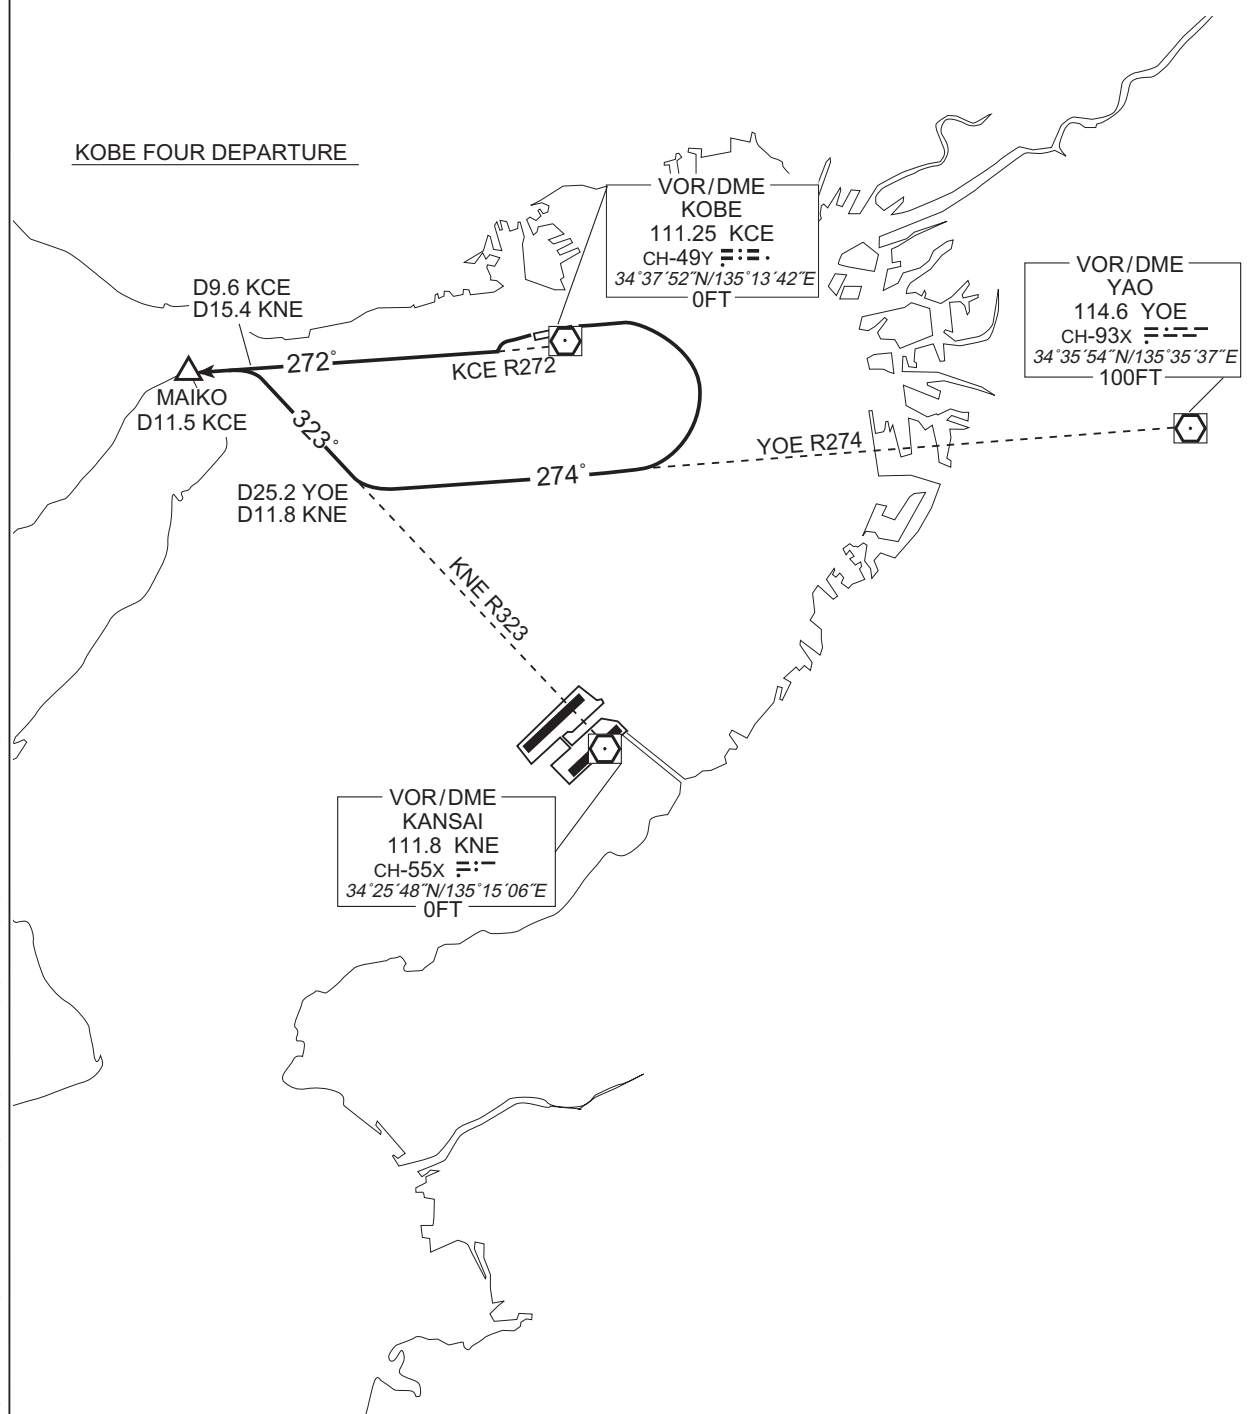 KOBE FOUR DEPARTURE
VOR/DME
KOBE
111.25 KCE
CH-49Y
34°37´52˝N/135°13´42˝E
0FT
VOR/DME
YAO
114.6 YOE
CH-93X
34°35´54˝N/135°35´37˝E
100FT
D9.6 KCE
D15.4 KNE
272°
KCE R272
MAIKO
D11.5 KCE
323°
YOE R274
274°
D25.2 YOE
D11.8 KNE
KNE R323
VOR/DME
KANSAI
111.8 KNE
CH-55X
34°25´48˝N/135°15´06˝E
0FT